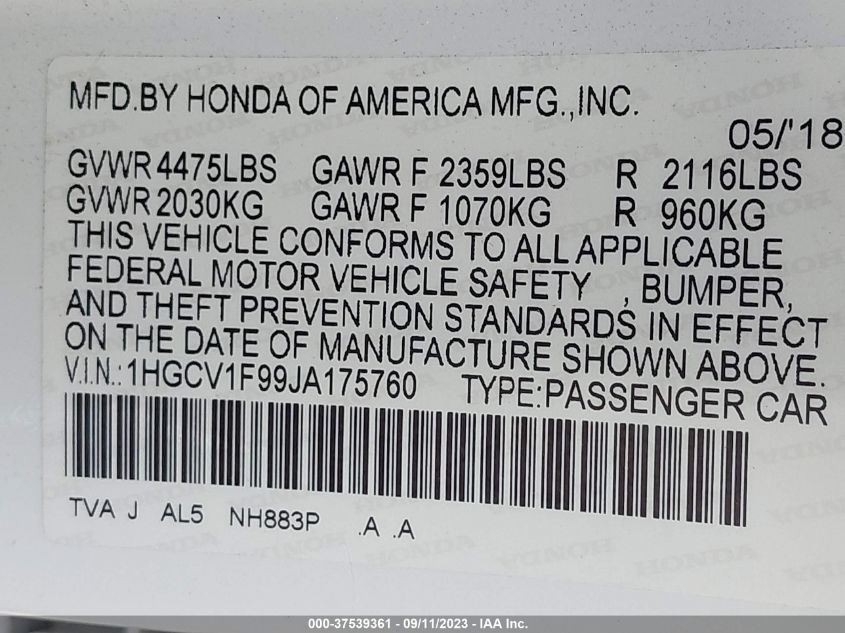 MFD.BY HONDA OF AMERICA MFG.,INC.
05/'18
GVWR 4475LBS GAWR F 2359LBS R 2116LBS
GVWR 2030KG GAWR F 1070KG R 960KG
THIS VEHICLE CONFORMS TO ALL APPLICABLE
FEDERAL MOTOR VEHICLE SAFETY , BUMPER,
AND THEFT PREVENTION STANDARDS IN EFFECT
ON THE DATE OF MANUFACTURE SHOWN ABOVE.
V.I.N.:1HGCV1F99JA175760 TYPE:PASSENGER CAR
TVA J AL5 NH883P .A .A
000-37539361 - 09/11/2023 - IAA Inc.